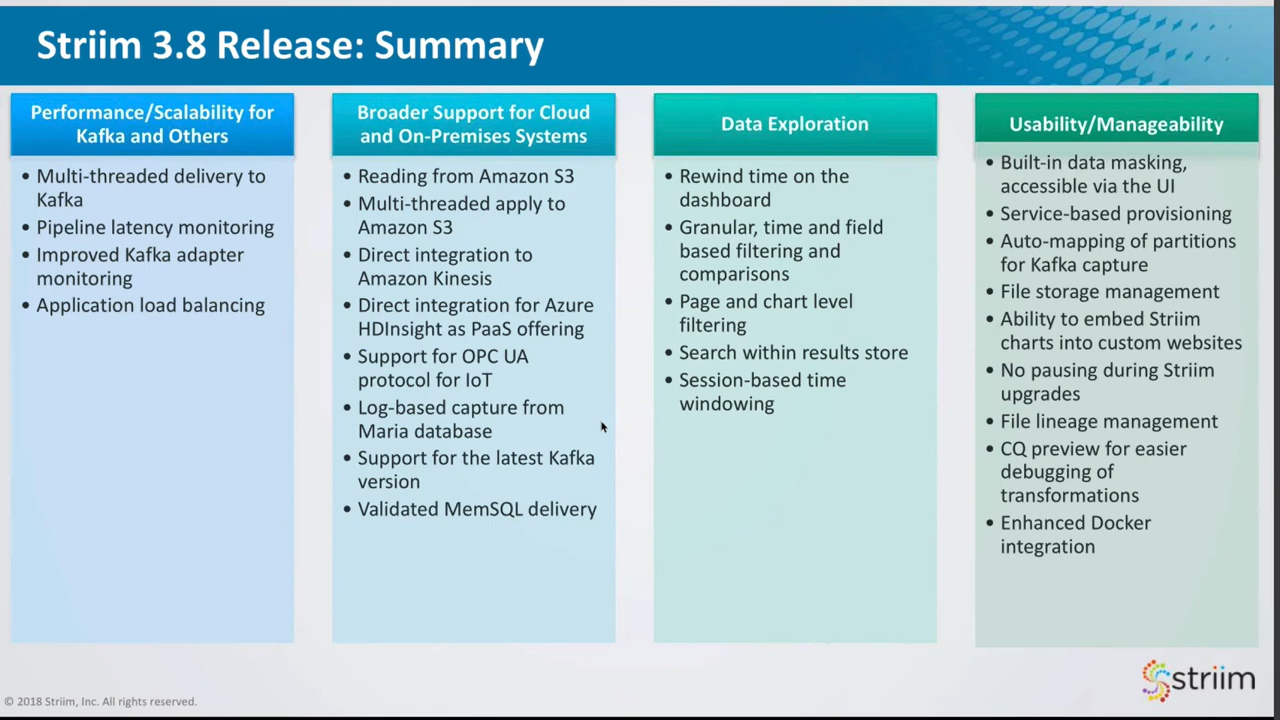 Striim 3.8 Release: Summary
Performance/Scalability for
Kafka and Others
• Multi-threaded delivery to
Kafka
• Pipeline latency monitoring
• Improved Kafka adapter
monitoring
• Application load balancing
Broader Support for Cloud
and On-Premises Systems
• Reading from Amazon S3
• Multi-threaded apply to
Amazon S3
• Direct integration to
Amazon Kinesis
• Direct integration for Azure
HDInsight as PaaS offering
• Support for OPC UA
protocol for IoT
• Log-based capture from
Maria database
• Support for the latest Kafka
version
• Validated MemSQL delivery
Data Exploration
• Rewind time on the
dashboard
• Granular, time and field
based filtering and
comparisons
• Page and chart level
filtering
• Search within results store
• Session-based time
windowing
Usability/Manageability
• Built-in data masking,
accessible via the UI
• Service-based provisioning
• Auto-mapping of partitions
for Kafka capture
• File storage management
• Ability to embed Striim
charts into custom websites
• No pausing during Striim
upgrades
• File lineage management
• CQ preview for easier
debugging of
transformations
• Enhanced Docker
integration
© 2018 Striim, Inc. All rights reserved.
striim